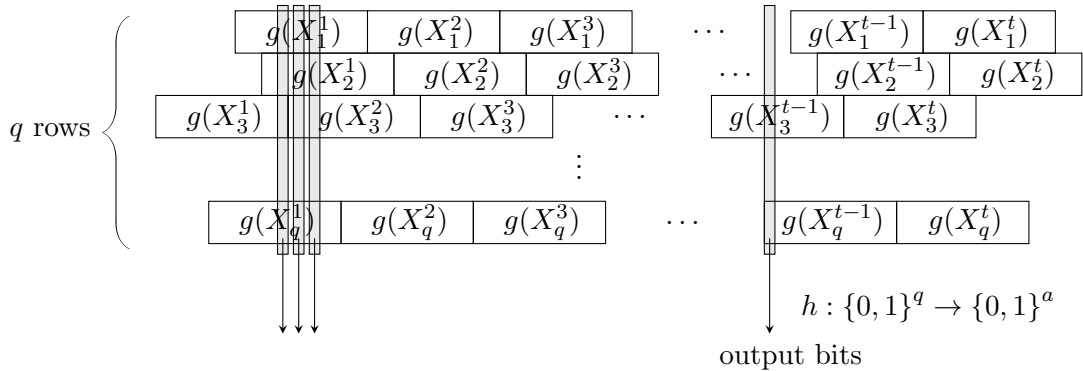 g(X_1^1) g(X_1^2) g(X_1^3) ⋯ g(X_1^{t−1}) g(X_1^t)
g(X_2^1) g(X_2^2) g(X_2^3) ⋯ g(X_2^{t−1}) g(X_2^t)
q rows g(X_3^1) g(X_3^2) g(X_3^3) ⋯ g(X_3^{t−1}) g(X_3^t)
⋮
g(X_q^1) g(X_q^2) g(X_q^3) ⋯ g(X_q^{t−1}) g(X_q^t)
h : {0, 1}^q → {0, 1}^a
output bits